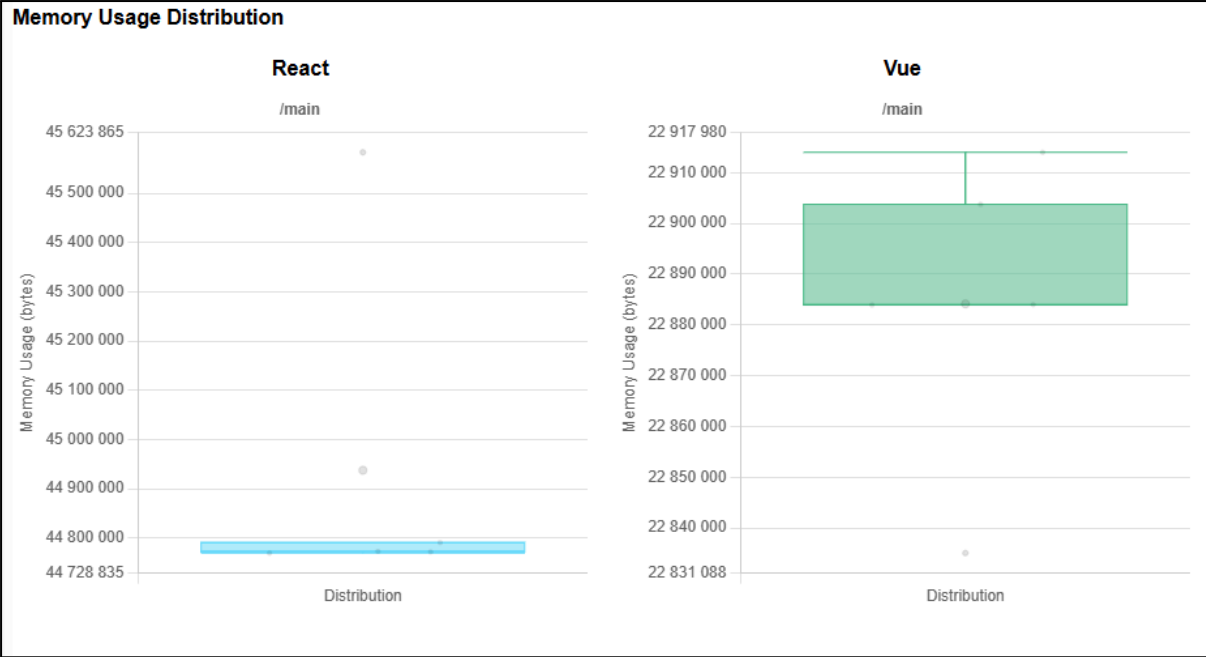 Memory Usage Distribution
React
/main
45 623 865
45 500 000
45 400 000
45 300 000
45 200 000
45 100 000
45 000 000
44 900 000
44 800 000
44 728 835
Memory Usage (bytes)
Distribution
Vue
/main
22 917 980
22 910 000
22 900 000
22 890 000
22 880 000
22 870 000
22 860 000
22 850 000
22 840 000
22 831 088
Memory Usage (bytes)
Distribution